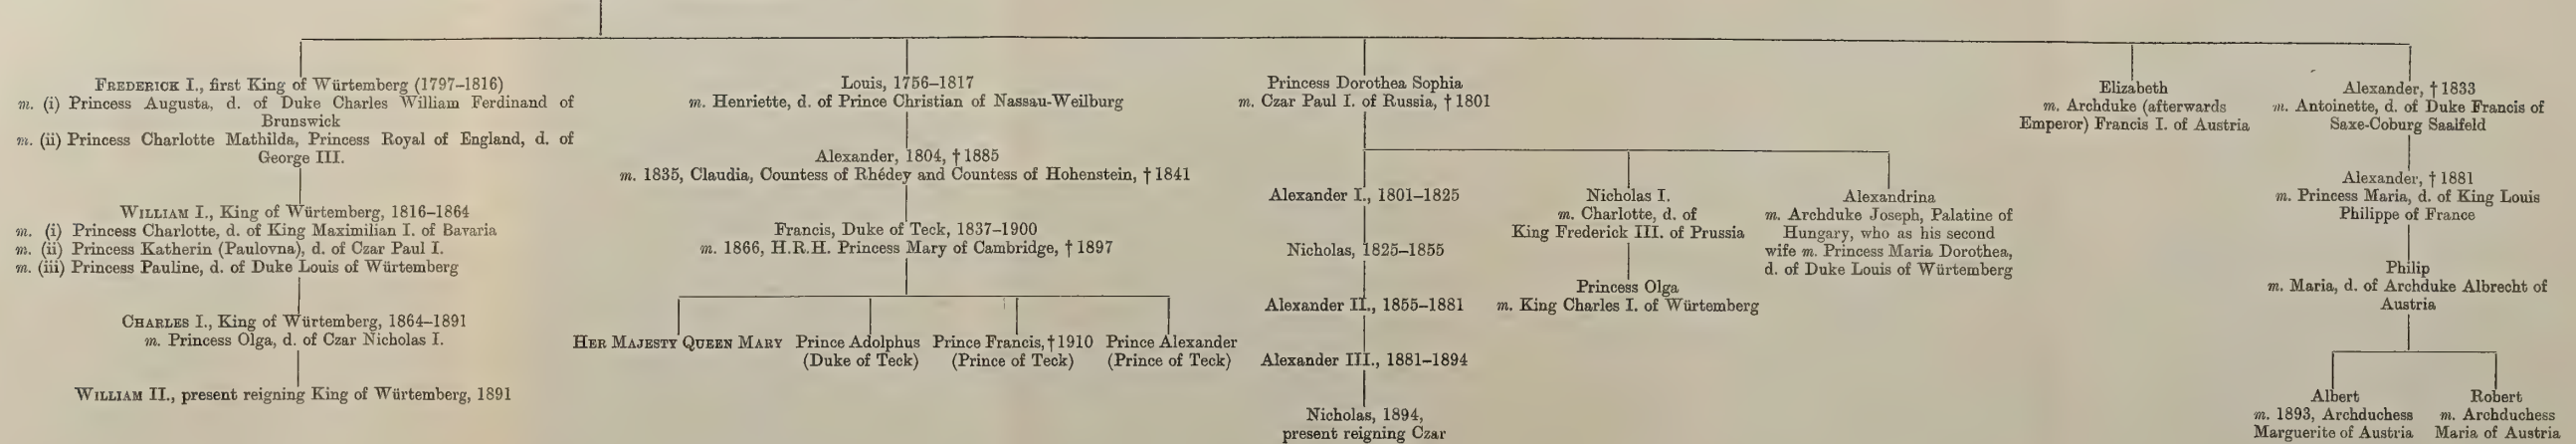 FREDERICK I., first King of Würtemberg (1797–1816)
m. (i) Princess Augusta, d. of Duke Charles William Ferdinand of
Brunswick
m. (ii) Princess Charlotte Mathilda, Princess Royal of England, d. of
George III.
WILLIAM I., King of Würtemberg, 1816–1864
m. (i) Princess Charlotte, d. of King Maximilian I. of Bavaria
m. (ii) Princess Katherin (Paulovna), d. of Czar Paul I.
m. (iii) Princess Pauline, d. of Duke Louis of Würtemberg
CHARLES I., King of Würtemberg, 1864–1891
m. Princess Olga, d. of Czar Nicholas I.
WILLIAM II., present reigning King of Würtemberg, 1891
Louis, 1756–1817
m. Henriette, d. of Prince Christian of Nassau-Weilburg
Alexander, 1804, †1885
m. 1835, Claudia, Countess of Rhédey and Countess of Hohenstein, †1841
Francis, Duke of Teck, 1837–1900
m. 1866, H.R.H. Princess Mary of Cambridge, †1897
HER MAJESTY QUEEN MARY
Prince Adolphus
(Duke of Teck)
Prince Francis, †1910
(Prince of Teck)
Prince Alexander
(Prince of Teck)
Princess Dorothea Sophia
m. Czar Paul I. of Russia, †1801
Alexander I., 1801–1825
Nicholas, 1825–1855
Alexander II., 1855–1881
Alexander III., 1881–1894
Nicholas, 1894,
present reigning Czar
Nicholas I.
m. Charlotte, d. of
King Frederick III. of Prussia
Princess Olga
m. King Charles I. of Würtemberg
Alexandrina
m. Archduke Joseph, Palatine of
Hungary, who as his second
wife m. Princess Maria Dorothea,
d. of Duke Louis of Würtemberg
Elizabeth
m. Archduke (afterwards
Emperor) Francis I. of Austria
Alexander, †1833
m. Antoinette, d. of Duke Francis of
Saxe-Coburg Saalfeld
Alexander, †1881
m. Princess Maria, d. of King Louis
Philippe of France
Philip
m. Maria, d. of Archduke Albrecht of
Austria
Albert
m. 1893, Archduchess
Marguerite of Austria
Robert
m. Archduchess
Maria of Austria